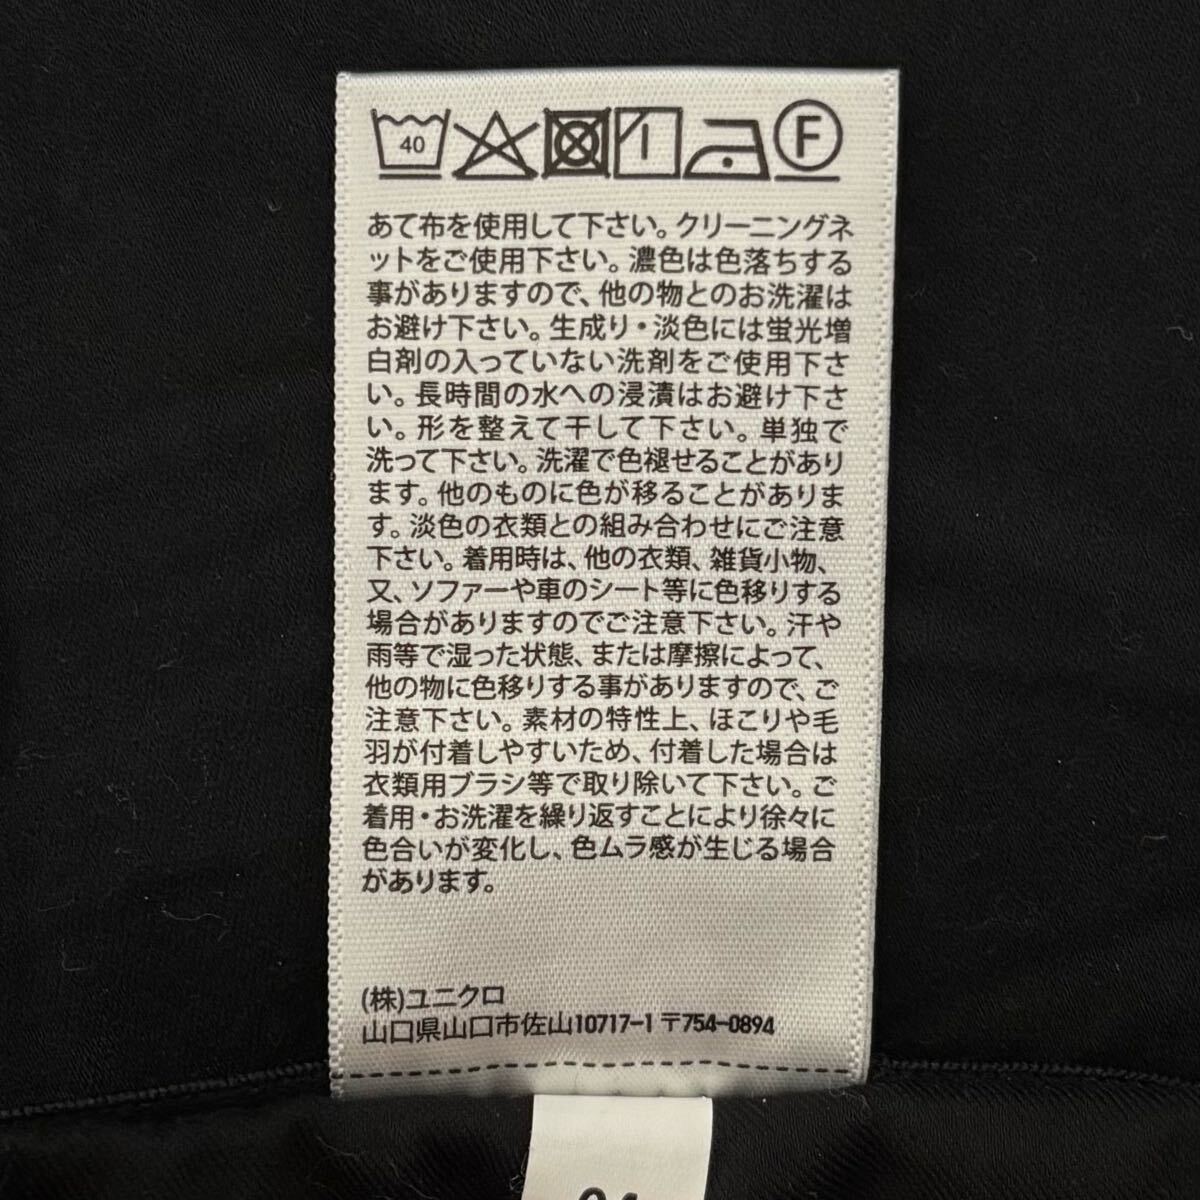 40 F
あて布を使用して下さい。クリーニングネ
ットをご使用下さい。濃色は色落ちする
事がありますので、他の物とのお洗濯は
お避け下さい。生成り・淡色には蛍光増
白剤の入っていない洗剤をご使用下さ
い。長時間の水への浸漬はお避け下さ
い。形を整えて干して下さい。単独で
洗って下さい。洗濯で色褪せることがあり
ます。他のものに色が移ることがありま
す。淡色の衣類との組み合わせにご注意
下さい。着用時は、他の衣類、雑貨小物、
又、ソファーや車のシート等に色移りする
場合がありますのでご注意下さい。汗や
雨等で湿った状態、または摩擦によって、
他の物に色移りする事がありますので、ご
注意下さい。素材の特性上、ほこりや毛
羽が付着しやすいため、付着した場合は
衣類用ブラシ等で取り除いて下さい。ご
着用・お洗濯を繰り返すことにより徐々に
色合いが変化し、色ムラ感が生じる場合
があります。
(株)ユニクロ
山口県山口市佐山10717-1 〒754-0894